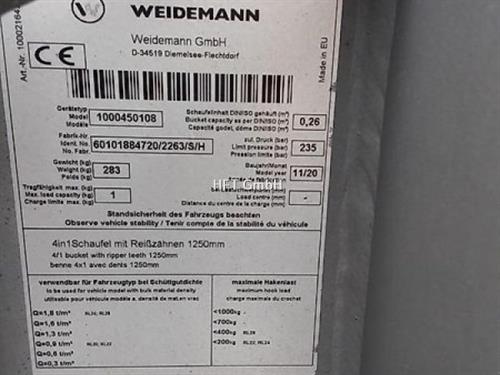 WEIDEMANN
Weidemann GmbH
D-34519 Diemelsee-Flechtdorf
Made in EU
CE
Gerätetyp
Model 1000450108
Modèle
Schaufelinhalt DIN/ISO gehäuft (m³)
Bucket capacity as per DIN/ISO (m³) 0,26
Capacité godet, dôme DIN/ISO (m³)
Fabrik-Nr.
Ident. No. 60101884720/2263/S/H
No. Fabr.
zul. Druck (bar)
Limit pressure (bar) 235
Pression limite (bar)
Gewicht (kg)
Weight (kg) 283
Poids (kg)
Baujahr/Monat
Model year 11/20
de fabric.
HFT GmbH
Tragfähigkeit max. (kg)
Max. load capacity (kg) 1
Charge limite max. (kg)
Load centre (mm) -
Distance du centre de la charge (mm)
Standsicherheit des Fahrzeugs beachten
Observe vehicle stability / Tenir compte de la stabilité du véhicule
4in1Schaufel mit Reißzähnen 1250mm
4/1 bucket with ripper teeth 1250mm
benne 4x1 avec dents 1250mm
verwendbar für Fahrzeugtyp bei Schüttgutdichte
to be used for vehicle model with bulk material density
utilisable pour véhicule modèles a. densité de mat.en vrac
maximale Hakenlast
maximum hook load
charge maximale du crochet
Q=1,8 t/m³
<1000kg
Q=1,6 t/m³ -
<700kg -
Q=1,3 t/m³ -
<400kg
Q=0,9 t/m³
<200kg
Q=0,6 t/m³
Q=0,3 t/m³